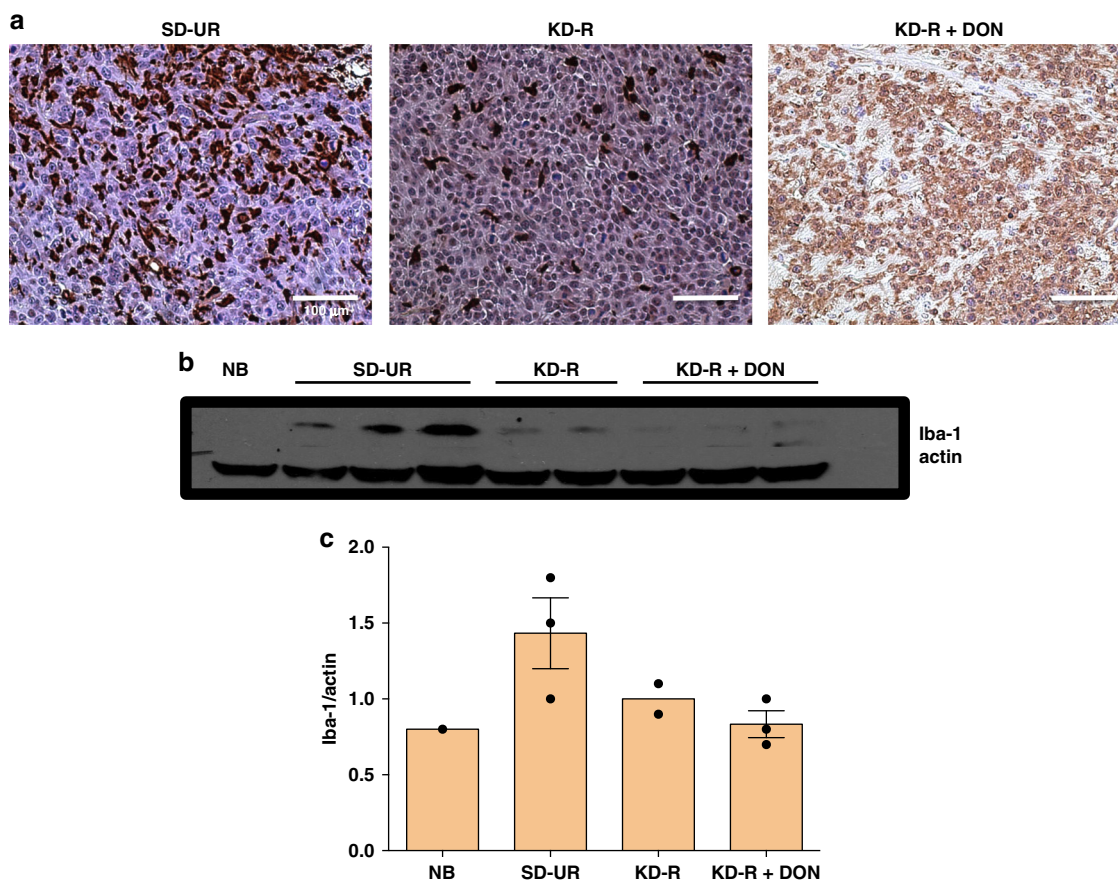 a
SD-UR
KD-R
KD-R + DON
100 µm
b
NB
SD-UR
KD-R
KD-R + DON
Iba-1
actin
c
2.0
1.5
1.0
0.5
0.0
Iba-1/actin
NB
SD-UR
KD-R
KD-R + DON